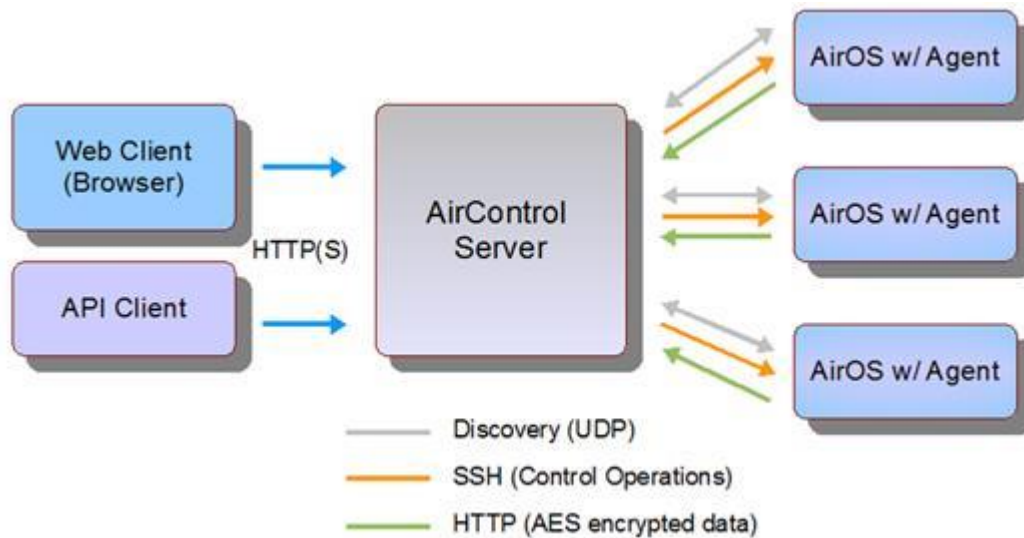 Web Client
(Browser)
HTTP(S)
API Client
AirControl
Server
AirOS w/ Agent
AirOS w/ Agent
AirOS w/ Agent
Discovery (UDP)
SSH (Control Operations)
HTTP (AES encrypted data)